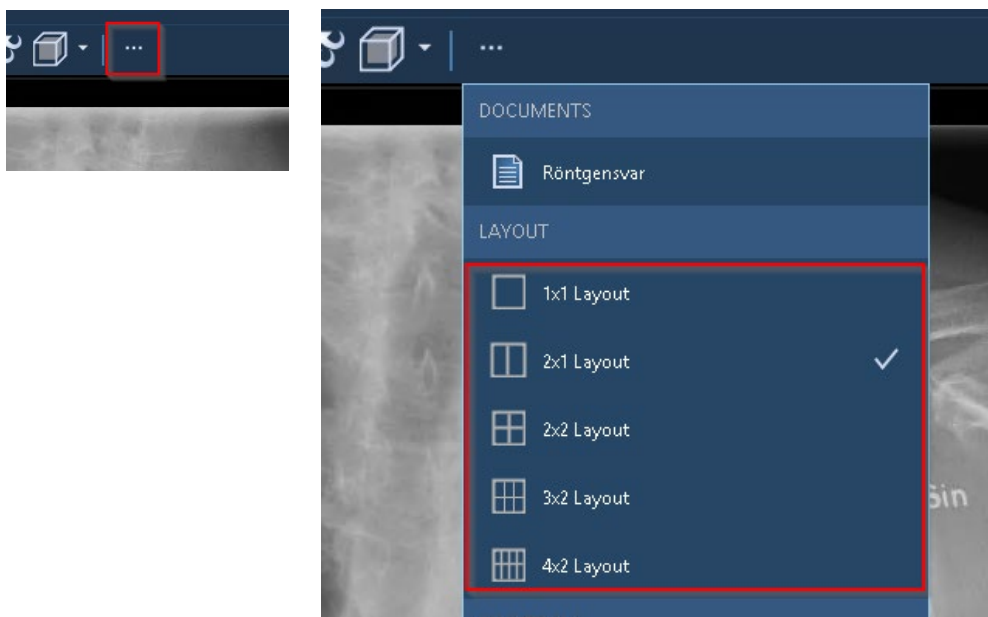 ...
...
DOCUMENTS
Röntgensvar
LAYOUT
1x1 Layout
2x1 Layout
2x2 Layout
3x2 Layout
4x2 Layout
Sin